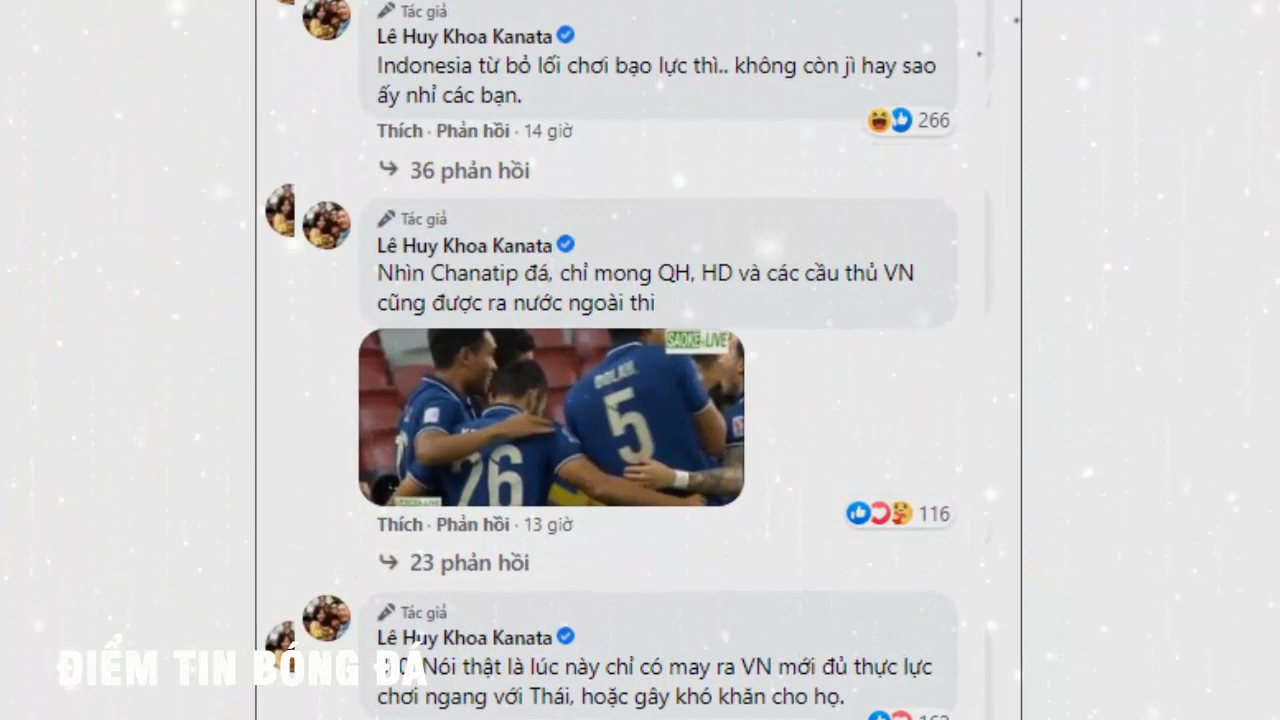 Tác giả
Lê Huy Khoa Kanata
Indonesia từ bỏ lối chơi bạo lực thì.. không còn jì hay sao
ấy nhỉ các bạn.
Thích · Phản hồi · 14 giờ
266
36 phản hồi
Tác giả
Lê Huy Khoa Kanata
Nhìn Chanatip đá, chỉ mong QH, HD và các cầu thủ VN
cũng được ra nước ngoài thi
SAOKE-LIVE
5
26
Thích · Phản hồi · 13 giờ
116
23 phản hồi
Tác giả
Lê Huy Khoa Kanata
Nói thật là lúc này chỉ có may ra VN mới đủ thực lực
chơi ngang với Thái, hoặc gây khó khăn cho họ.
ĐIỂM TIN BÓNG ĐÁ